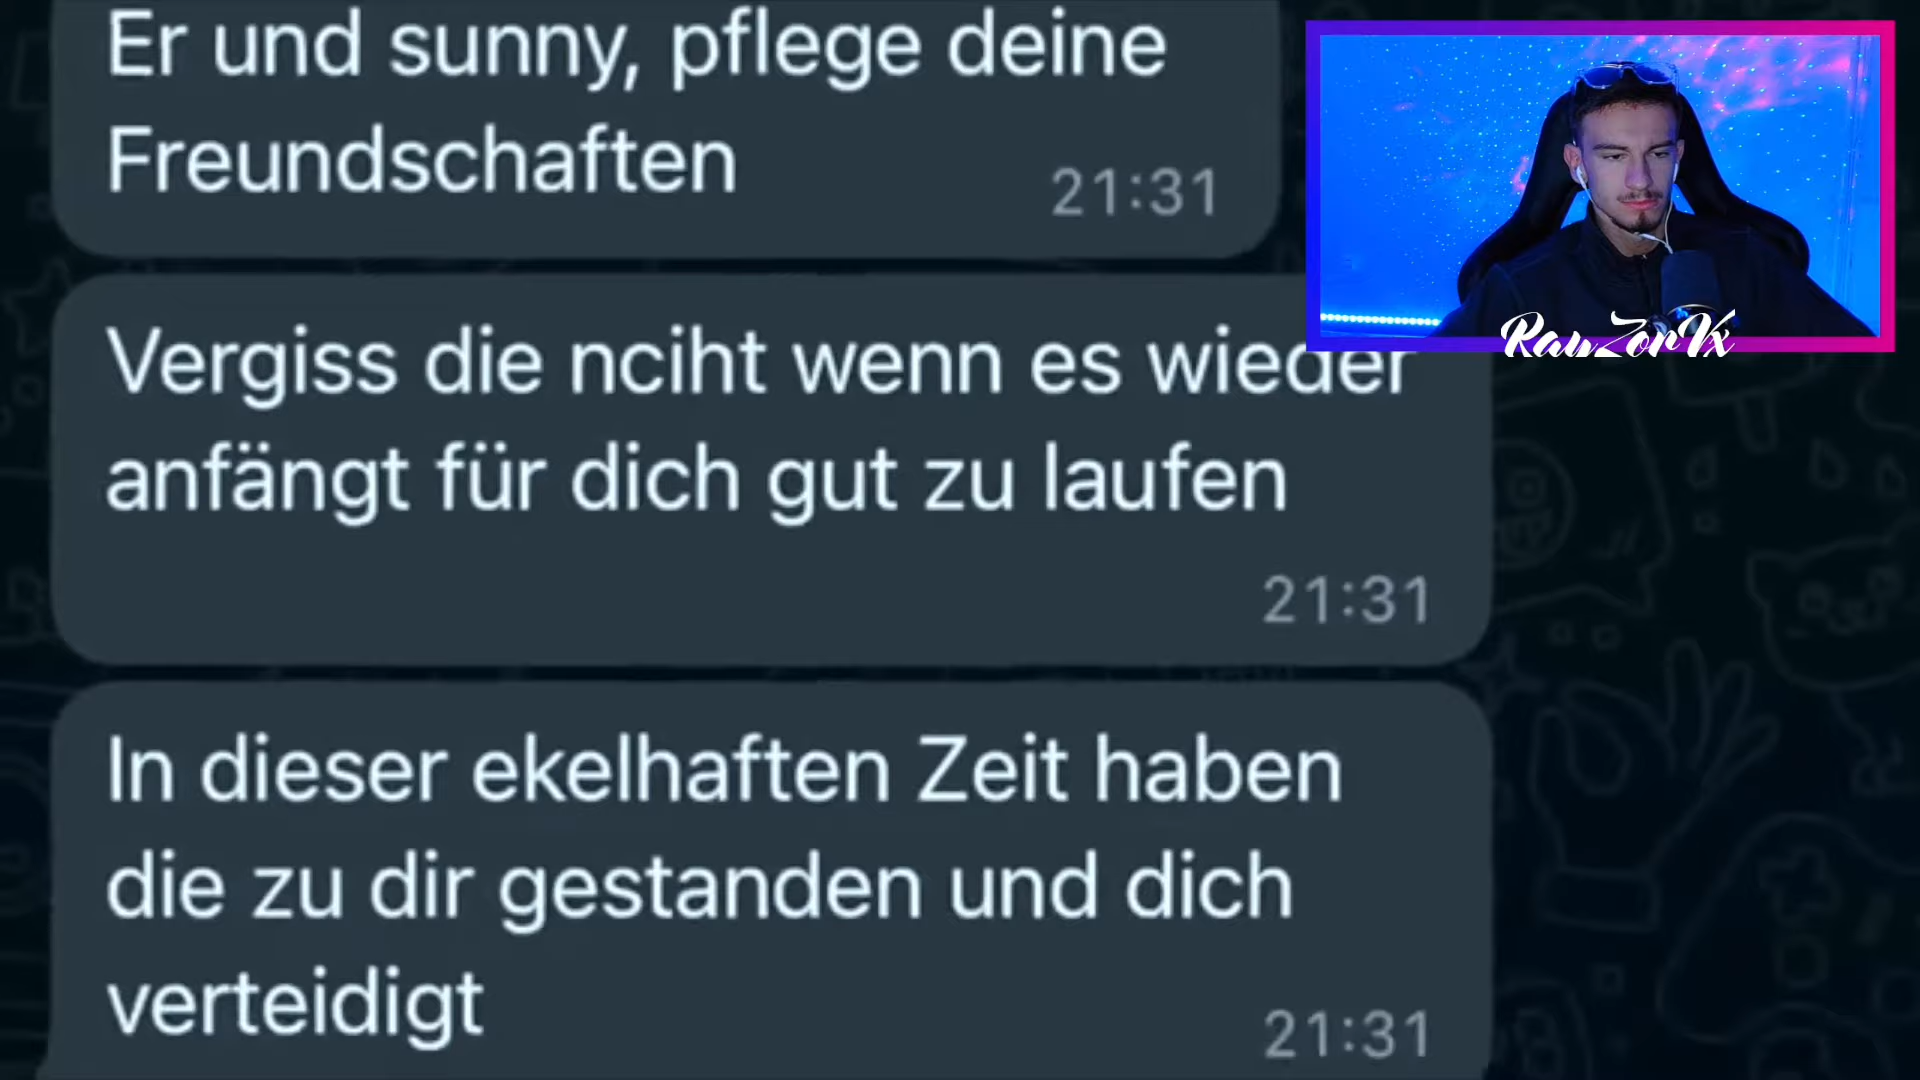 Er und sunny, pflege deine
Freundschaften
21:31
Vergiss die nciht wenn es wieder
anfängt für dich gut zu laufen
21:31
In dieser ekelhaften Zeit haben
die zu dir gestanden und dich
verteidigt
21:31
RayZorVx